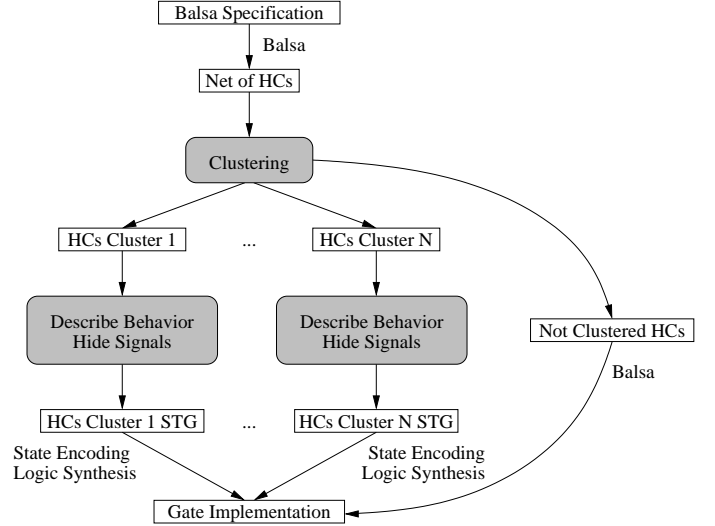 Balsa Specification
Balsa
Net of HCs
Clustering
HCs Cluster 1
...
HCs Cluster N
Describe Behavior
Hide Signals
Describe Behavior
Hide Signals
Not Clustered HCs
Balsa
HCs Cluster 1 STG
...
HCs Cluster N STG
State Encoding
Logic Synthesis
State Encoding
Logic Synthesis
Gate Implementation